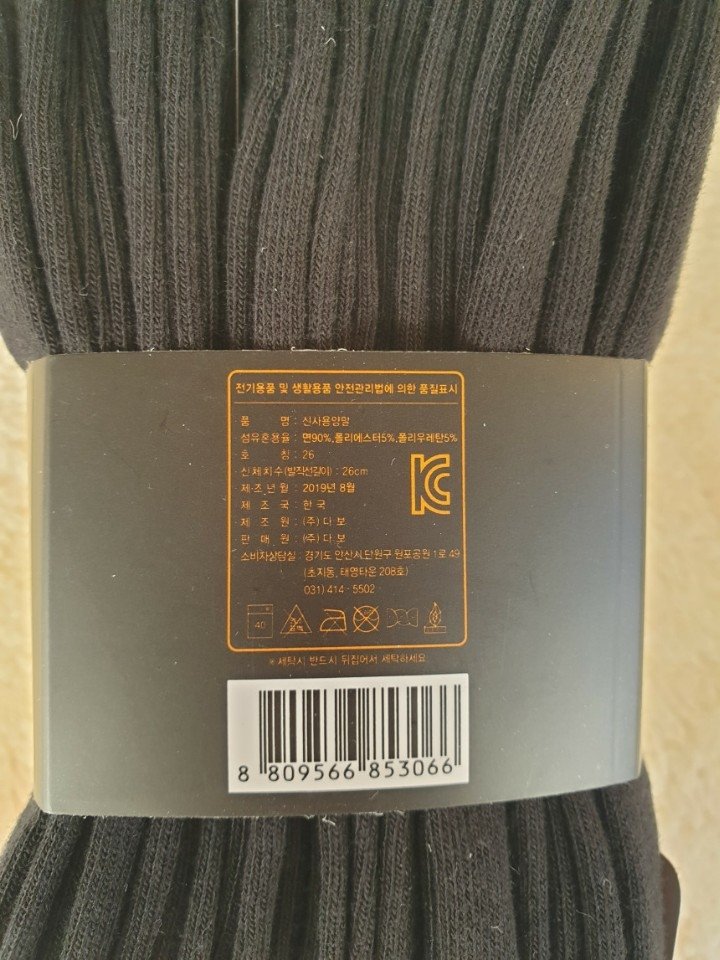 전기용품 및 생활용품 안전관리법에 의한 품질표시
품 명 : 신사용양말
섬유혼용율 : 면90%,폴리에스터5%,폴리우레탄5%
호 칭 : 26
신체치수(발직선길이) : 26cm
제조년월 : 2019년 8월
제 조 국 : 한 국
제 조 원 : (주) 다 보
판 매 원 : (주) 다 보
소비자상담실 : 경기도 안산시,단원구 원포공원 1로 49
(초지동, 태영타운 208호)
031) 414 - 5502
40
※ 세탁시 반드시 뒤집어서 세탁하세요
8 809566 853066